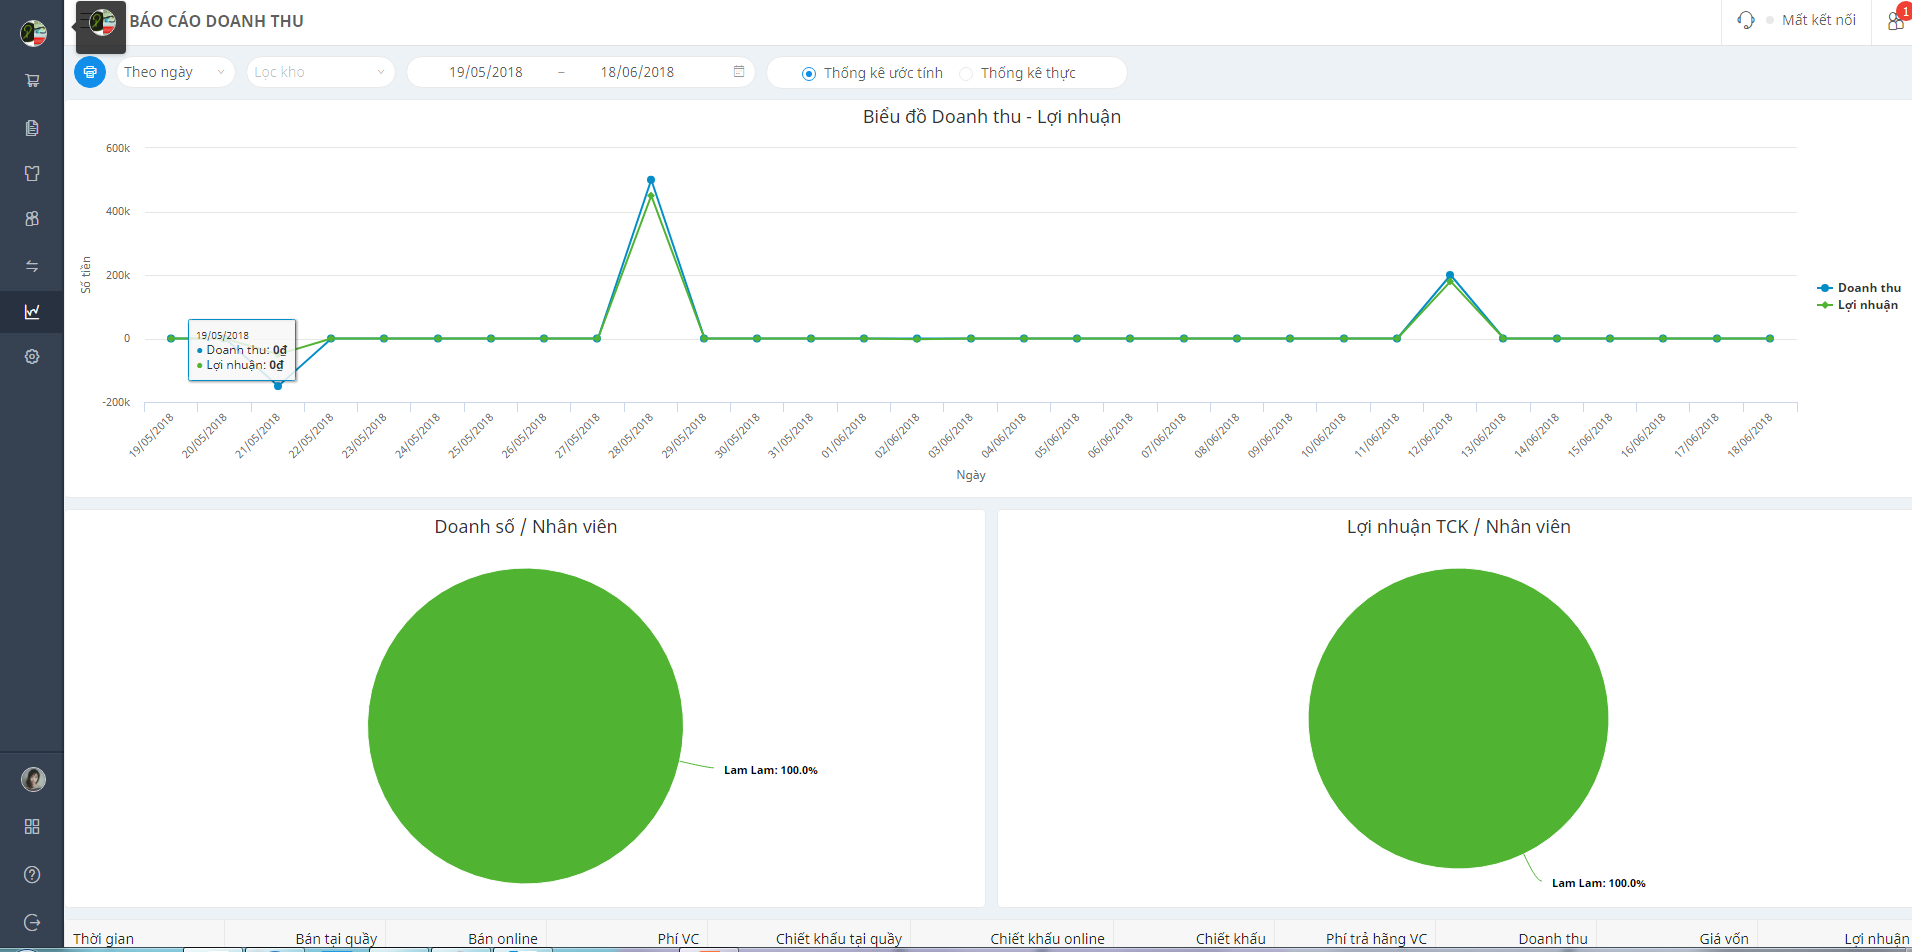 BÁO CÁO DOANH THU
Mất kết nối
1
Theo ngày
Lọc kho
19/05/2018 – 18/06/2018
Thống kê ước tính
Thống kê thực
Biểu đồ Doanh thu - Lợi nhuận
600k
400k
200k
0
-200k
Số tiền
19/05/2018
Doanh thu: 0₫
Lợi nhuận: 0₫
Doanh thu
Lợi nhuận
19/05/2018
20/05/2018
21/05/2018
22/05/2018
23/05/2018
24/05/2018
25/05/2018
26/05/2018
27/05/2018
28/05/2018
29/05/2018
30/05/2018
31/05/2018
01/06/2018
02/06/2018
03/06/2018
04/06/2018
05/06/2018
06/06/2018
07/06/2018
08/06/2018
09/06/2018
10/06/2018
11/06/2018
12/06/2018
13/06/2018
14/06/2018
15/06/2018
16/06/2018
17/06/2018
18/06/2018
Ngày
Doanh số / Nhân viên
Lam Lam: 100.0%
Lợi nhuận TCK / Nhân viên
Lam Lam: 100.0%
Thời gian Bán tại quầy Bán online Phí VC Chiết khấu tại quầy Chiết khấu online Chiết khấu Phí trả hãng VC Doanh thu Giá vốn Lợi nhuận